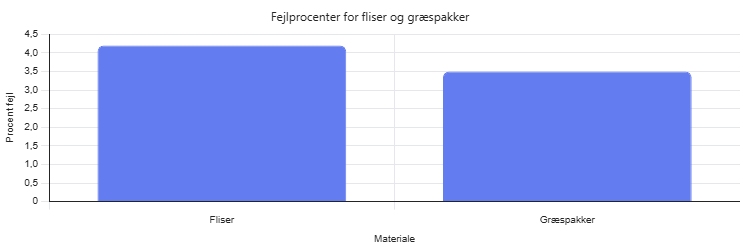 Fejlprocenter for fliser og græspakker
Procent fejl
4,5
4,0
3,5
3,0
2,5
2,0
1,5
1,0
0,5
0
Fliser
Græspakker
Materiale